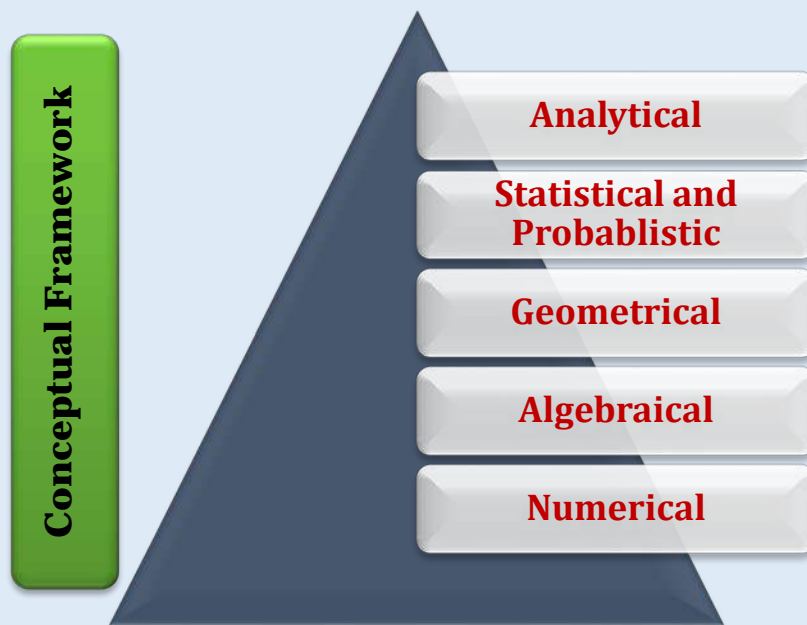 Conceptual Framework
Analytical
Statistical and
Probablistic
Geometrical
Algebraical
Numerical